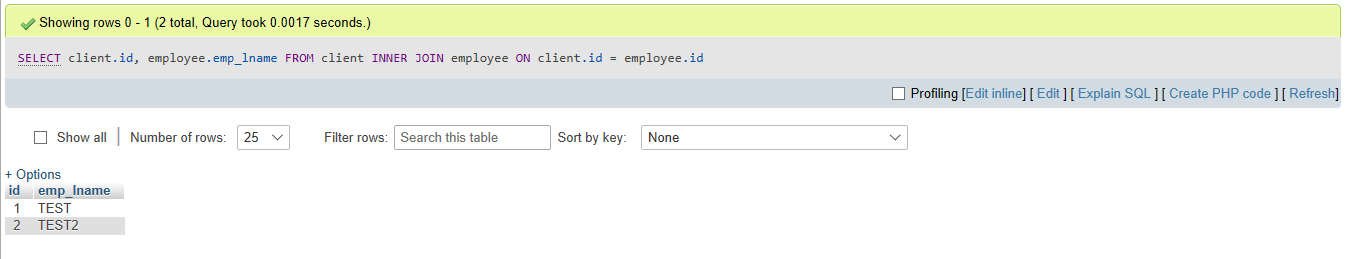 Showing rows 0 - 1 (2 total, Query took 0.0017 seconds.)
SELECT client.id, employee.emp_lname FROM client INNER JOIN employee ON client.id = employee.id
Profiling [Edit inline] [ Edit ] [ Explain SQL ] [ Create PHP code ] [ Refresh]
Show all | Number of rows: 25 Filter rows: Search this table Sort by key: None
+ Options
id emp_lname
1 TEST
2 TEST2